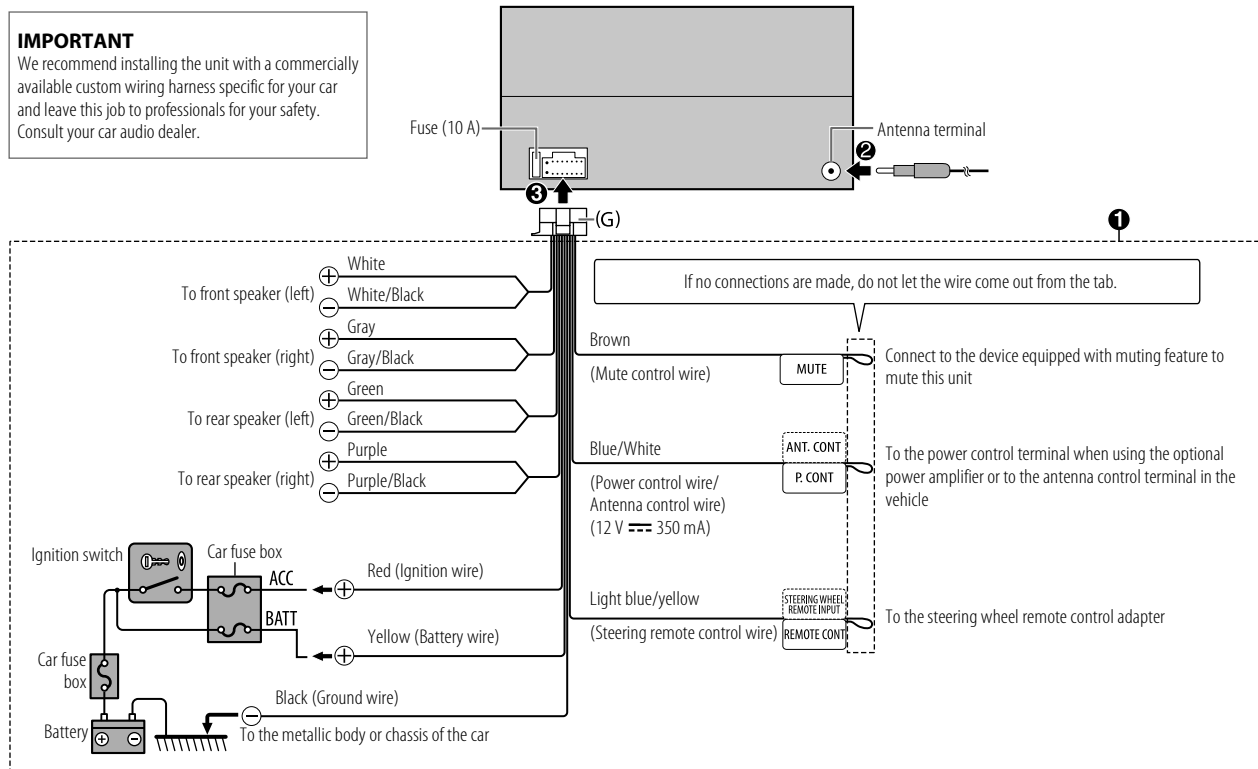 IMPORTANT
We recommend installing the unit with a commercially
available custom wiring harness specific for your car
and leave this job to professionals for your safety.
Consult your car audio dealer.
Fuse (10 A)
Antenna terminal
❷
❸
(G)
❶
White
To front speaker (left)
White/Black
Gray
To front speaker (right)
Gray/Black
Green
To rear speaker (left)
Green/Black
Purple
To rear speaker (right)
Purple/Black
If no connections are made, do not let the wire come out from the tab.
Brown
(Mute control wire)
MUTE
Connect to the device equipped with muting feature to
mute this unit
Blue/White
(Power control wire/
Antenna control wire)
(12 V ⎓ 350 mA)
ANT. CONT
P. CONT
To the power control terminal when using the optional
power amplifier or to the antenna control terminal in the
vehicle
Light blue/yellow
(Steering remote control wire)
STEERING WHEEL
REMOTE INPUT
REMOTE CONT
To the steering wheel remote control adapter
Ignition switch
Car fuse box
ACC
Red (Ignition wire)
BATT
Yellow (Battery wire)
Car fuse
box
Black (Ground wire)
Battery
To the metallic body or chassis of the car